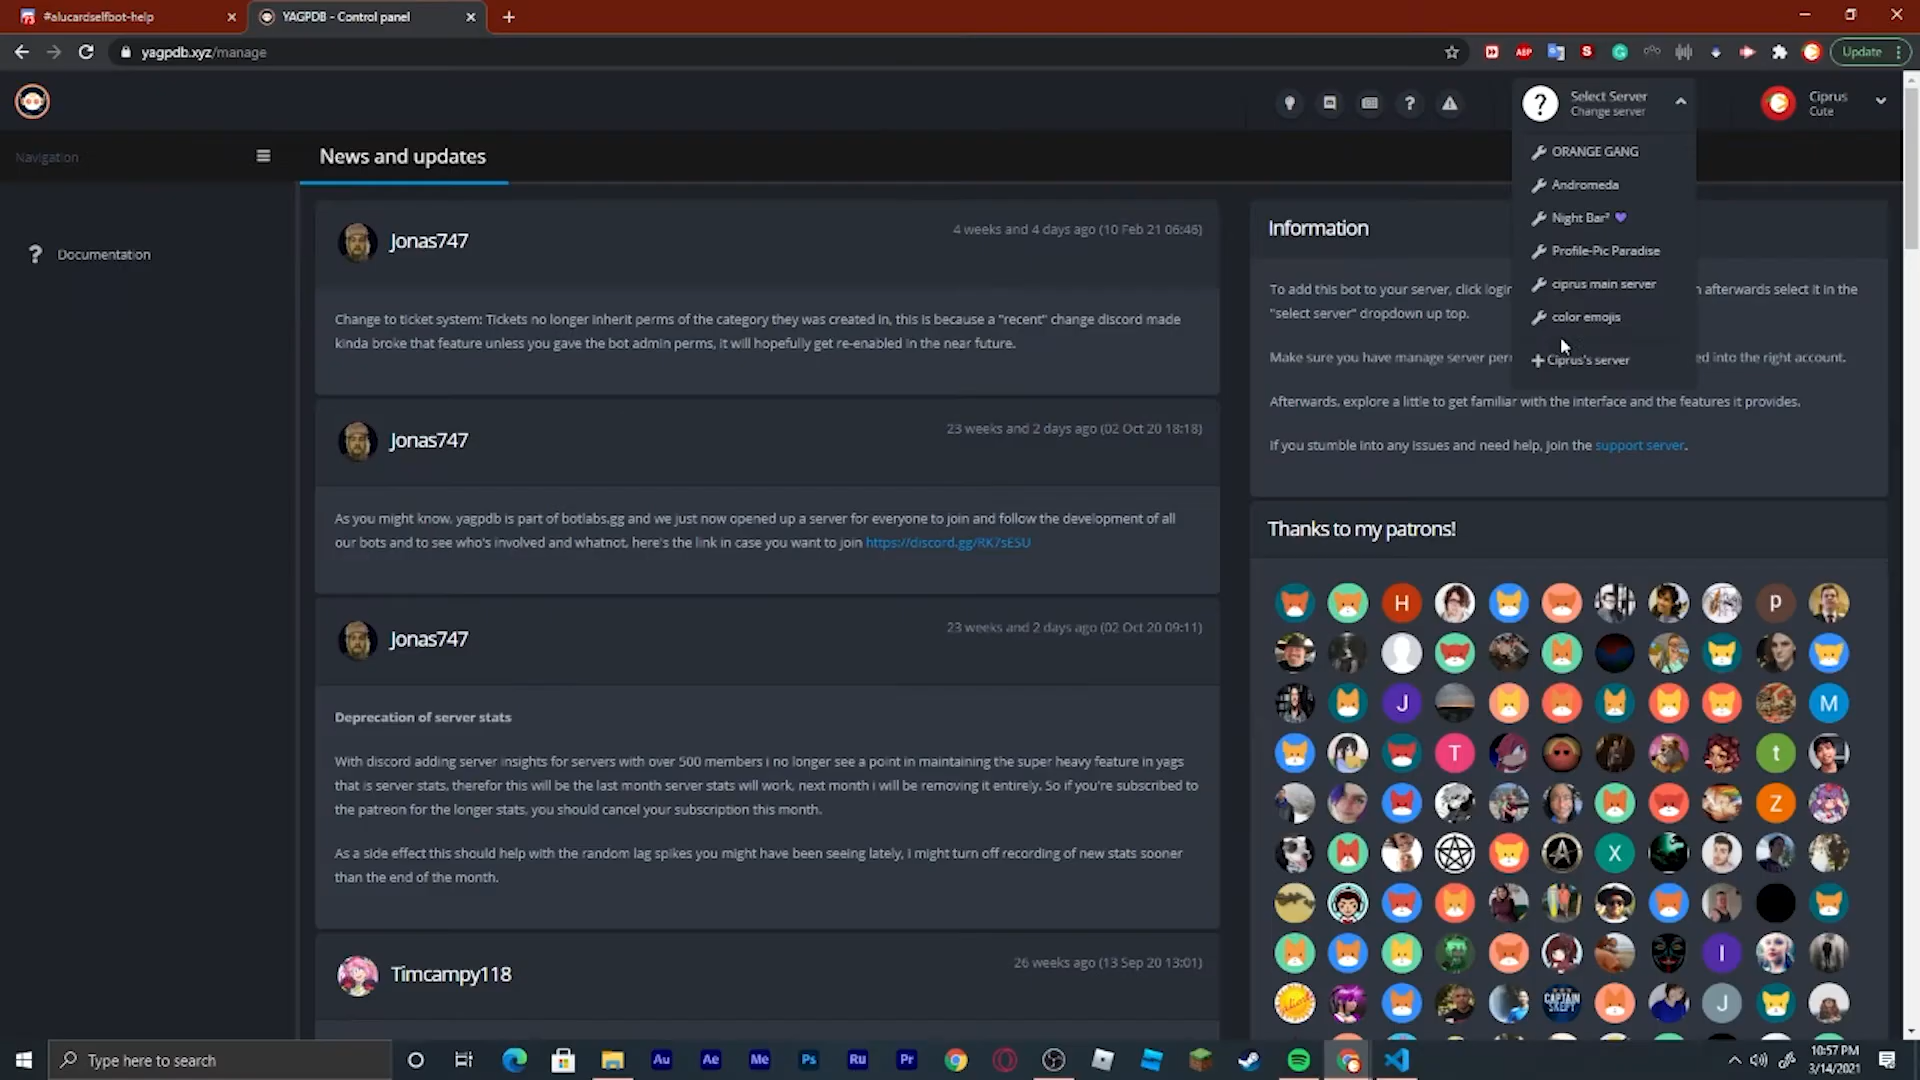 #alucardselfbot-help
YAGPDB - Control panel
yagpdb.xyz/manage
Update
Select Server
Change server
Ciprus
Cute
ORANGE GANG
Andromeda
Night Bar²
Profile-Pic Paradise
ciprus main server
color emojis
Ciprus's server
Navigation
Documentation
News and updates
Jonas747
4 weeks and 4 days ago (10 Feb 21 06:46)
Change to ticket system: Tickets no longer inherit perms of the category they was created in, this is because a "recent" change discord made
kinda broke that feature unless you gave the bot admin perms, it will hopefully get re-enabled in the near future.
Jonas747
23 weeks and 2 days ago (02 Oct 20 18:18)
As you might know, yagpdb is part of botlabs.gg and we just now opened up a server for everyone to join and follow the development of all
our bots and to see who's involved and whatnot, here's the link in case you want to join https://discord.gg/RK7sESU
Jonas747
23 weeks and 2 days ago (02 Oct 20 09:11)
Deprecation of server stats
With discord adding server insights for servers with over 500 members i no longer see a point in maintaining the super heavy feature in yags
that is server stats, therefor this will be the last month server stats will work, next month i will be removing it entirely. So if you're subscribed to
the patreon for the longer stats, you should cancel your subscription this month.
As a side effect this should help with the random lag spikes you might have been seeing lately, I might turn off recording of new stats sooner
than the end of the month.
Timcampy118
26 weeks ago (13 Sep 20 13:01)
Information
To add this bot to your server, click login afterwards select it in the
"select server" dropdown up top.
Make sure you have manage server per ed into the right account.
Afterwards, explore a little to get familiar with the interface and the features it provides.
If you stumble into any issues and need help, join the support server.
Thanks to my patrons!
H
p
J
M
T
t
Z
X
I
CAPTAIN
SKEPT
J
Type here to search
Au
Ae
Me
Ps
Ru
Pr
10:57 PM
3/14/2021